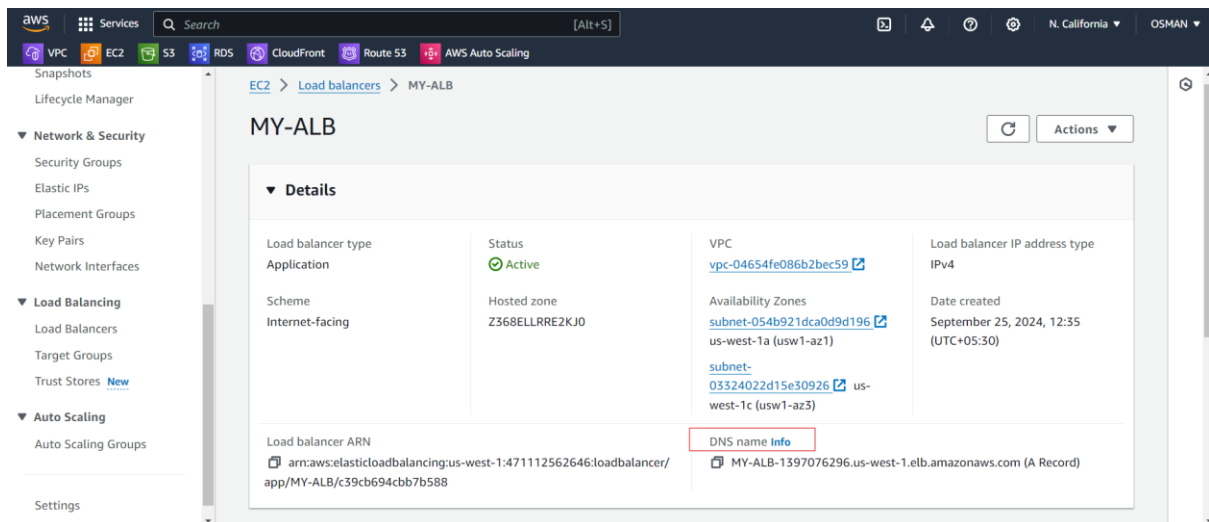 aws Services Search [Alt+S] N. California ▼ OSMAN ▼
VPC EC2 S3 RDS CloudFront Route 53 AWS Auto Scaling
Snapshots
Lifecycle Manager
▼ Network & Security
Security Groups
Elastic IPs
Placement Groups
Key Pairs
Network Interfaces
▼ Load Balancing
Load Balancers
Target Groups
Trust Stores New
▼ Auto Scaling
Auto Scaling Groups
Settings
EC2 > Load balancers > MY-ALB
MY-ALB
Actions ▼
▼ Details
Load balancer type
Application
Status
Active
VPC
vpc-04654fe086b2bec59
Load balancer IP address type
IPv4
Scheme
Internet-facing
Hosted zone
Z368ELLRRE2KJ0
Availability Zones
subnet-054b921dca0d9d196
us-west-1a (usw1-az1)
subnet-
03324022d15e30926 us-
west-1c (usw1-az3)
Date created
September 25, 2024, 12:35
(UTC+05:30)
Load balancer ARN
arn:aws:elasticloadbalancing:us-west-1:471112562646:loadbalancer/
app/MY-ALB/c39cb694cbb7b588
DNS name Info
MY-ALB-1397076296.us-west-1.elb.amazonaws.com (A Record)